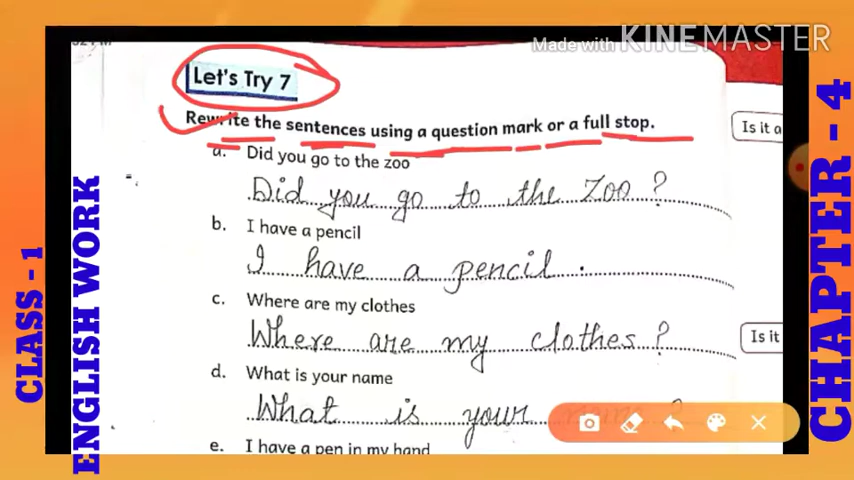 Made with KINEMASTER
Let's Try 7
Rewrite the sentences using a question mark or a full stop.
Is it a
a. Did you go to the zoo
Did you go to the Zoo ?
b. I have a pencil
I have a pencil .
c. Where are my clothes
Where are my clothes ?
Is it
d. What is your name
What is your name ?
e. I have a pen in my hand
CLASS - 1
ENGLISH WORK
CHAPTER - 4